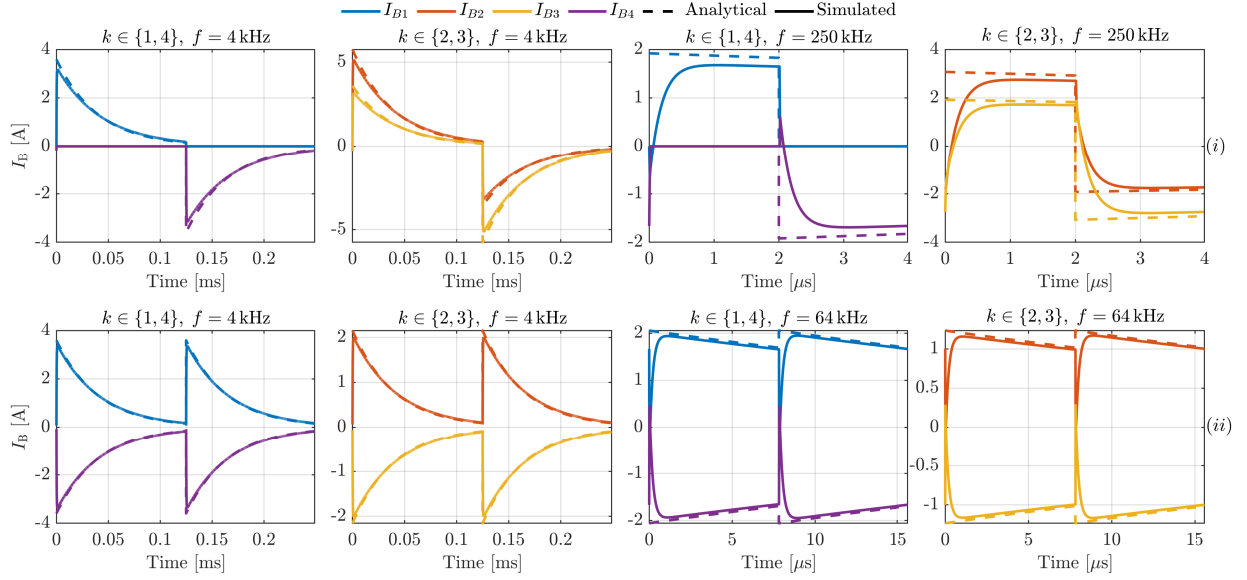 I_B1 I_B2 I_B3 I_B4 Analytical Simulated
k ∈ {1, 4}, f = 4 kHz
I_B [A]
4
2
0
-2
-4
0 0.05 0.1 0.15 0.2
Time [ms]
k ∈ {2, 3}, f = 4 kHz
5
0
-5
0 0.05 0.1 0.15 0.2
Time [ms]
k ∈ {1, 4}, f = 250 kHz
2
1
0
-1
-2
0 1 2 3 4
Time [μs]
k ∈ {2, 3}, f = 250 kHz
4
2
0
-2
-4
0 1 2 3 4
Time [μs]
(i)
k ∈ {1, 4}, f = 4 kHz
I_B [A]
4
2
0
-2
-4
0 0.05 0.1 0.15 0.2
Time [ms]
k ∈ {2, 3}, f = 4 kHz
2
1
0
-1
-2
0 0.05 0.1 0.15 0.2
Time [ms]
k ∈ {1, 4}, f = 64 kHz
2
1
0
-1
-2
0 5 10 15
Time [μs]
k ∈ {2, 3}, f = 64 kHz
1
0.5
0
-0.5
-1
0 5 10 15
Time [μs]
(ii)